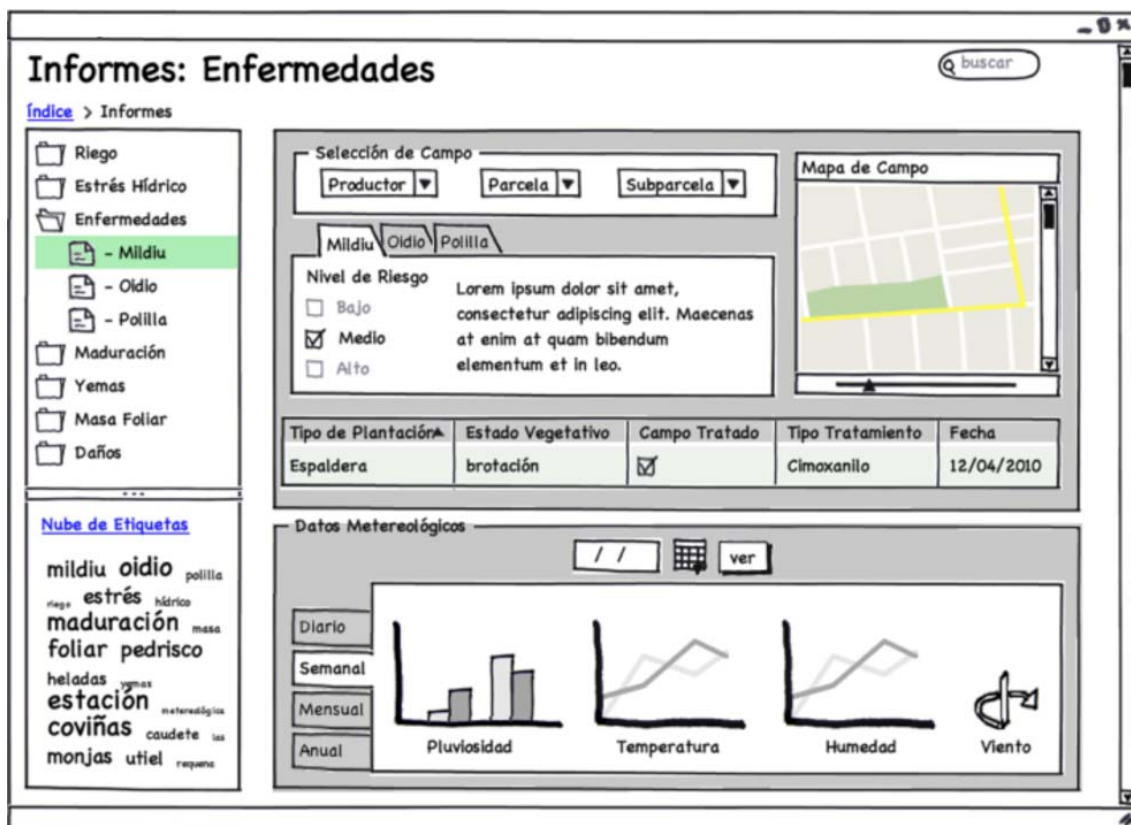 Informes: Enfermedades
buscar
Índice > Informes
Riego
Estrés Hídrico
Enfermedades
- Mildiu
- Oidio
- Polilla
Maduración
Yemas
Masa Foliar
Daños
Nube de Etiquetas
mildiu oidio polilla
riego estrés hídrico
maduración masa
foliar pedrisco
heladas yemas
estación metereológica
coviñas caudete las
monjas utiel requena
Selección de Campo
Productor Parcela Subparcela
Mapa de Campo
Mildiu Oidio Polilla
Nivel de Riesgo
Bajo
Medio
Alto
Lorem ipsum dolor sit amet,
consectetur adipiscing elit. Maecenas
at enim at quam bibendum
elementum et in leo.
Tipo de Plantación Estado Vegetativo Campo Tratado Tipo Tratamiento Fecha
Espaldera brotación Cimoxanilo 12/04/2010
Datos Metereológicos
/ / ver
Diario
Semanal
Mensual
Anual
Pluviosidad Temperatura Humedad Viento